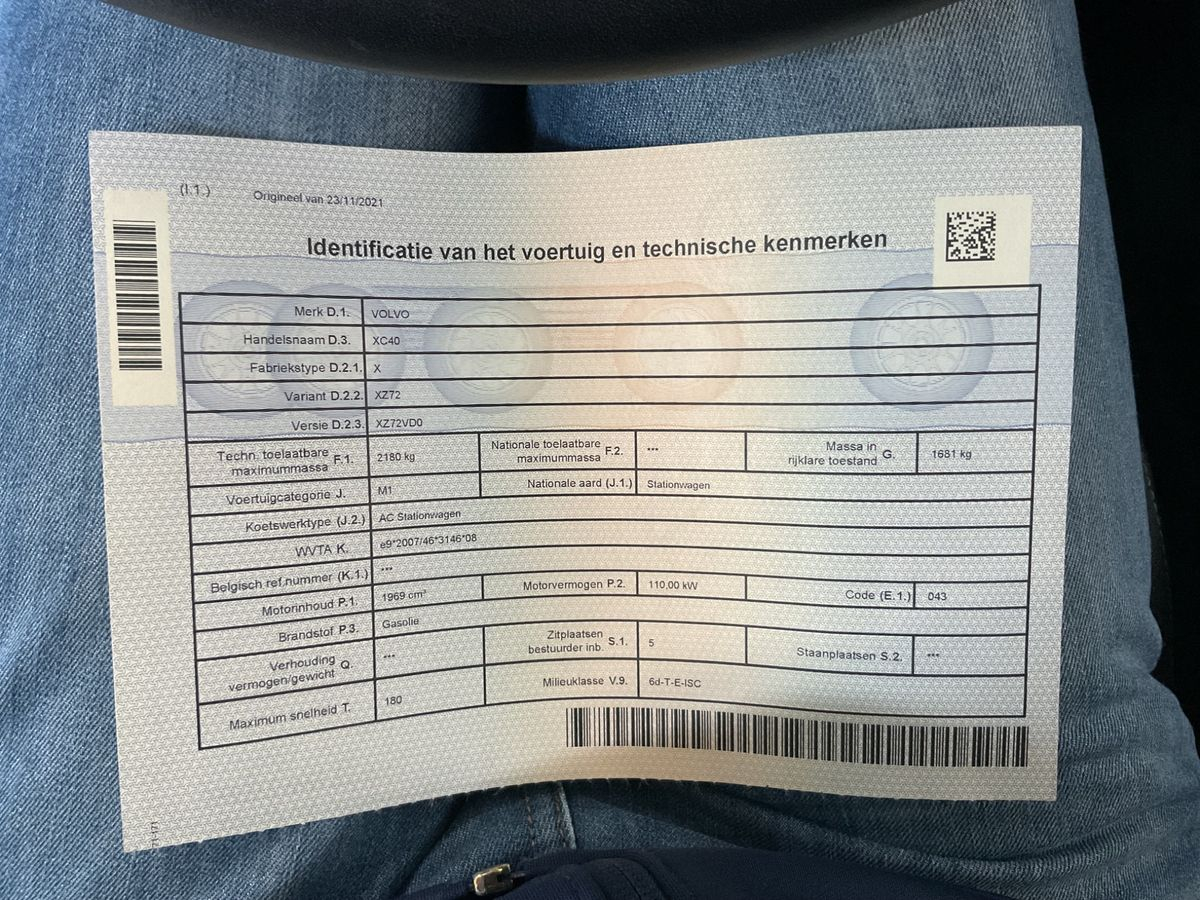 (I.1.) Origineel van 23/11/2021
Identificatie van het voertuig en technische kenmerken
Merk D.1. VOLVO
Handelsnaam D.3. XC40
Fabriekstype D.2.1. X
Variant D.2.2. XZ72
Versie D.2.3. XZ72VD0
Techn. toelaatbare maximummassa F.1. 2180 kg Nationale toelaatbare maximummassa F.2. --- Massa in rijklare toestand G. 1681 kg
Voertuigcategorie J. M1 Nationale aard (J.1.) Stationwagen
Koetswerktype (J.2.) AC Stationwagen
WVTA K. e9*2007/46*3146*08
Belgisch ref.nummer (K.1.) ---
Motorinhoud P.1. 1969 cm³ Motorvermogen P.2. 110,00 kW Code (E.1.) 043
Brandstof P.3. Gasolie
Verhouding vermogen/gewicht Q. --- Zitplaatsen bestuurder inb. S.1. 5 Staanplaatsen S.2. ---
Maximum snelheid T. 180 Milieuklasse V.9. 6d-T-E-ISC